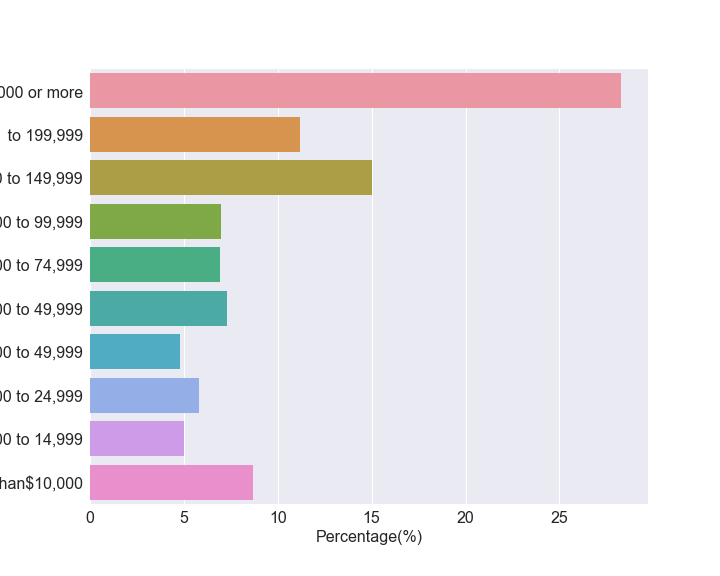 000 or more
to 199,999
0 to 149,999
00 to 99,999
00 to 74,999
00 to 49,999
00 to 49,999
00 to 24,999
00 to 14,999
han$10,000
0 5 10 15 20 25
Percentage(%)